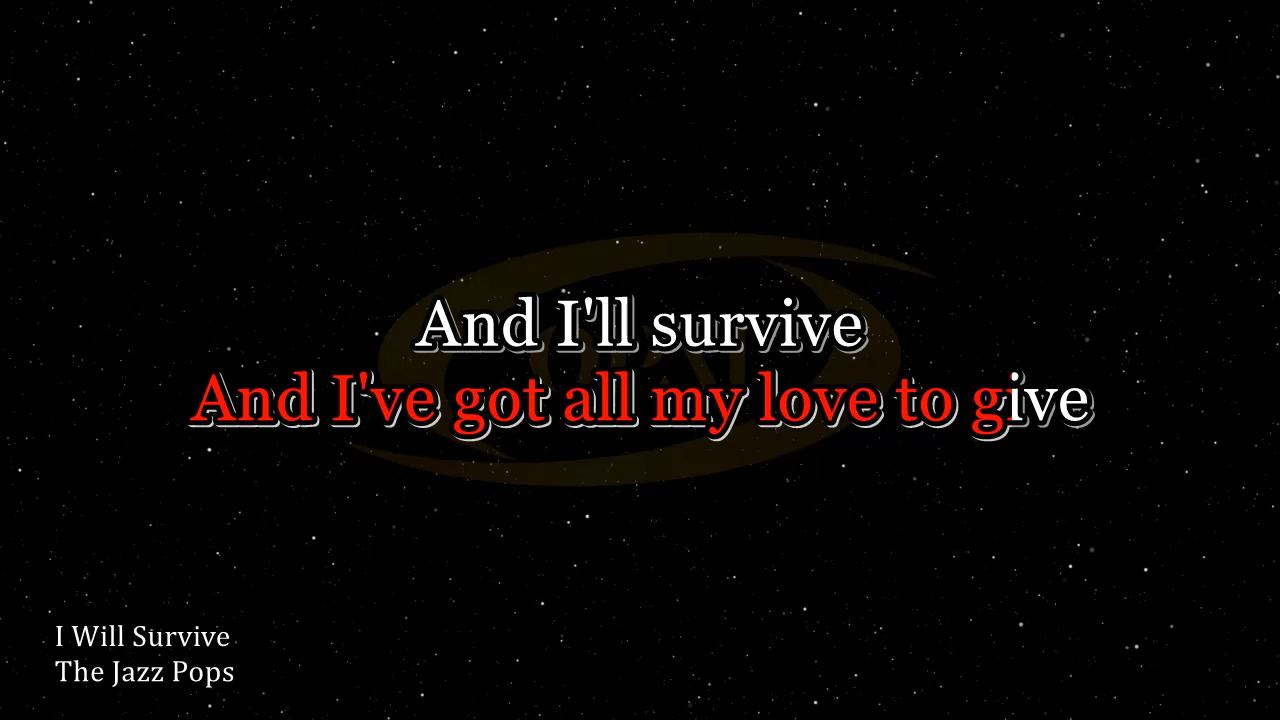 And I'll survive
And I've got all my love to give
I Will Survive
The Jazz Pops